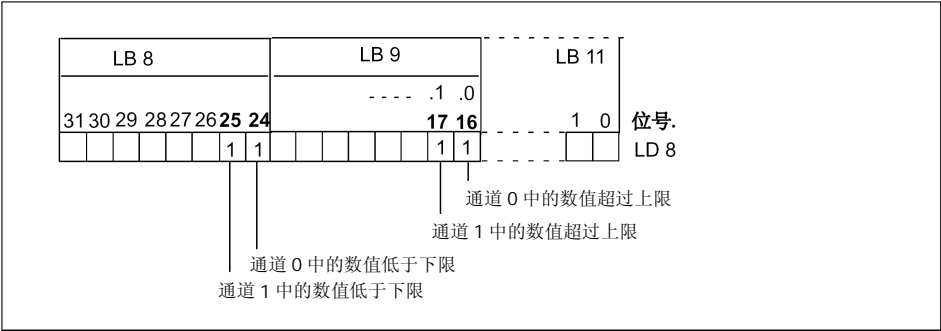 LB 8 LB 9 LB 11
---- .1 .0
31 30 29 28 27 26 25 24 17 16 1 0 位号.
1 1 1 1 LD 8
通道 0 中的数值超过上限
通道 1 中的数值超过上限
通道 0 中的数值低于下限
通道 1 中的数值低于下限